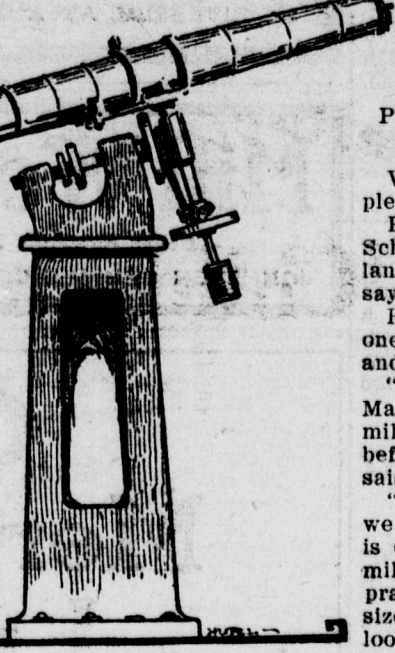 P
V
ple
Sch
lan
say
one
and
“
Ma
mil
bef
sai
“
we
is
mil
pra
size
loo